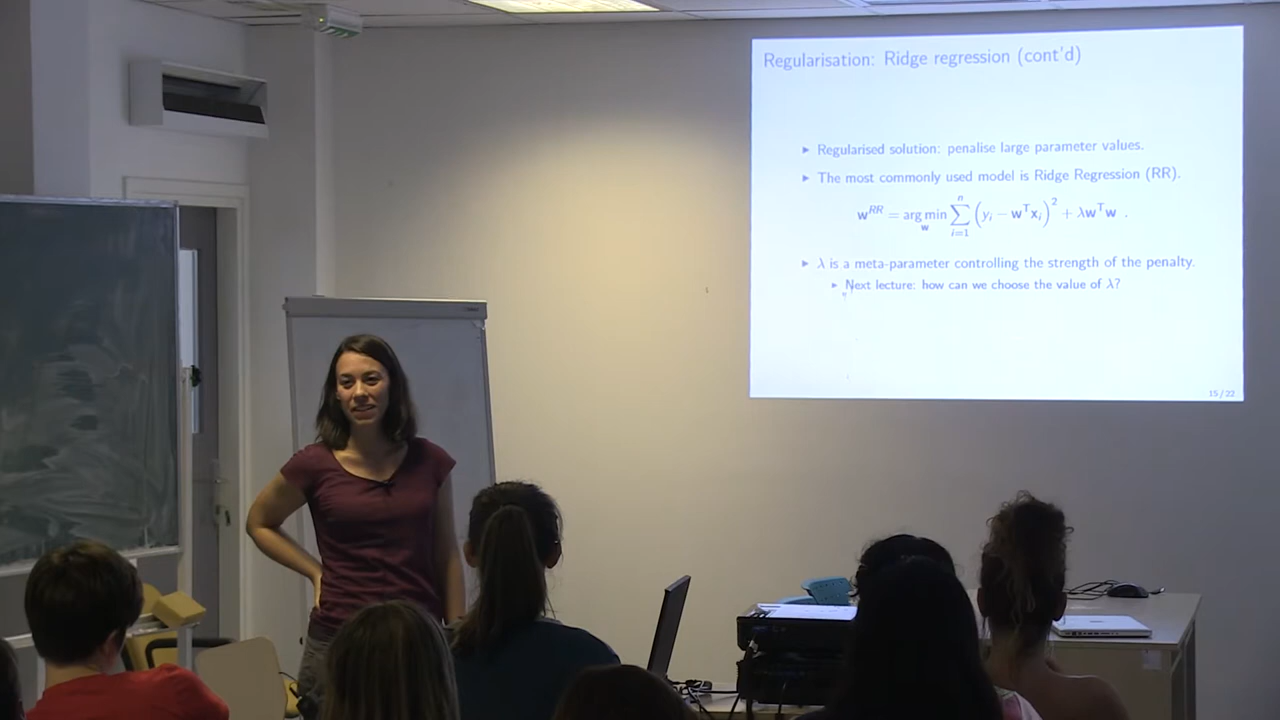 Regularisation: Ridge regression (cont'd)
▸ Regularised solution: penalise large parameter values.
▸ The most commonly used model is Ridge Regression (RR).
w^RR = arg min_w ∑_{i=1}^{n} (y_i − w^T x_i)^2 + λw^T w .
▸ λ is a meta-parameter controlling the strength of the penalty.
▸ Next lecture: how can we choose the value of λ?
15 / 22